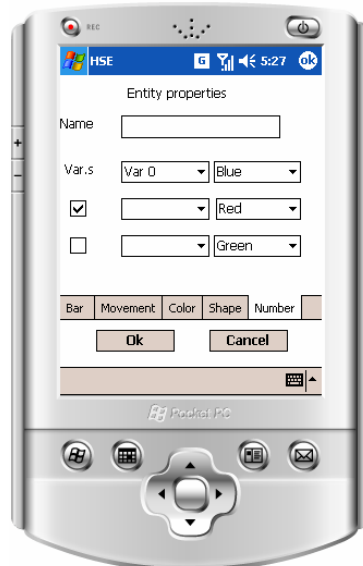 REC
HSE G 5:27 ok
Entity properties
Name
Var.s Var 0 Blue
Red
Green
Bar Movement Color Shape Number
Ok Cancel
Pocket PC